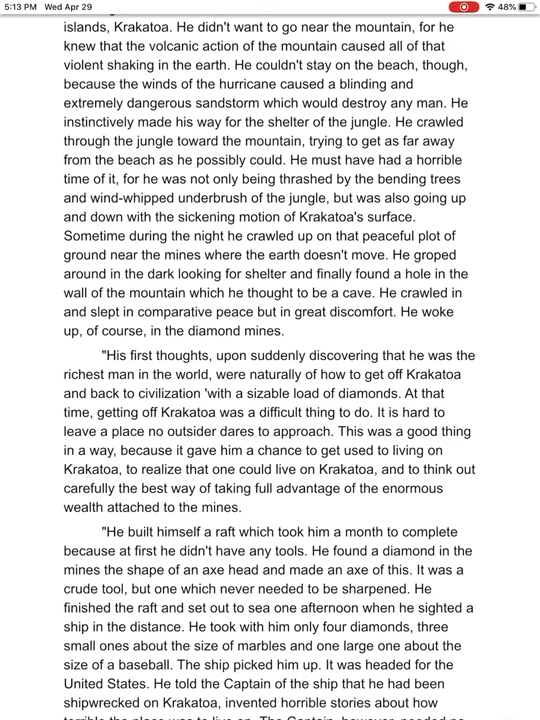 5:13 PM Wed Apr 29
48%
islands, Krakatoa. He didn't want to go near the mountain, for he
knew that the volcanic action of the mountain caused all of that
violent shaking in the earth. He couldn't stay on the beach, though,
because the winds of the hurricane caused a blinding and
extremely dangerous sandstorm which would destroy any man. He
instinctively made his way for the shelter of the jungle. He crawled
through the jungle toward the mountain, trying to get as far away
from the beach as he possibly could. He must have had a horrible
time of it, for he was not only being thrashed by the bending trees
and wind-whipped underbrush of the jungle, but was also going up
and down with the sickening motion of Krakatoa's surface.
Sometime during the night he crawled up on that peaceful plot of
ground near the mines where the earth doesn't move. He groped
around in the dark looking for shelter and finally found a hole in the
wall of the mountain which he thought to be a cave. He crawled in
and slept in comparative peace but in great discomfort. He woke
up, of course, in the diamond mines.
"His first thoughts, upon suddenly discovering that he was the
richest man in the world, were naturally of how to get off Krakatoa
and back to civilization 'with a sizable load of diamonds. At that
time, getting off Krakatoa was a difficult thing to do. It is hard to
leave a place no outsider dares to approach. This was a good thing
in a way, because it gave him a chance to get used to living on
Krakatoa, to realize that one could live on Krakatoa, and to think out
carefully the best way of taking full advantage of the enormous
wealth attached to the mines.
"He built himself a raft which took him a month to complete
because at first he didn't have any tools. He found a diamond in the
mines the shape of an axe head and made an axe of this. It was a
crude tool, but one which never needed to be sharpened. He
finished the raft and set out to sea one afternoon when he sighted a
ship in the distance. He took with him only four diamonds, three
small ones about the size of marbles and one large one about the
size of a baseball. The ship picked him up. It was headed for the
United States. He told the Captain of the ship that he had been
shipwrecked on Krakatoa, invented horrible stories about how
terrible the place was to live on. The Captain, however, needed no